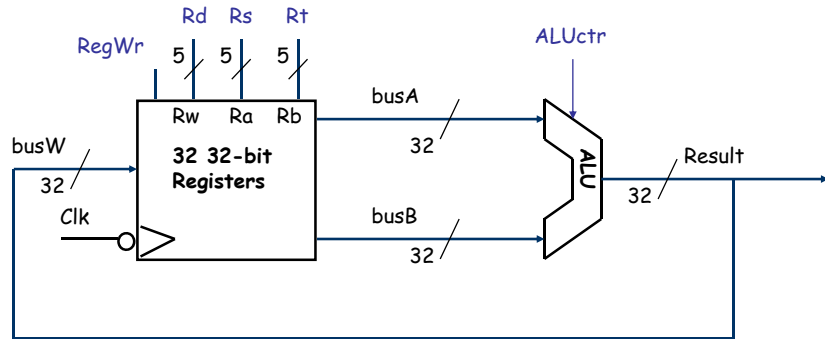 Rd Rs Rt
RegWr
5 5 5
ALUctr
Rw Ra Rb
busA
32
busW
32
32 32-bit
Registers
ALU
Result
32
Clk
busB
32